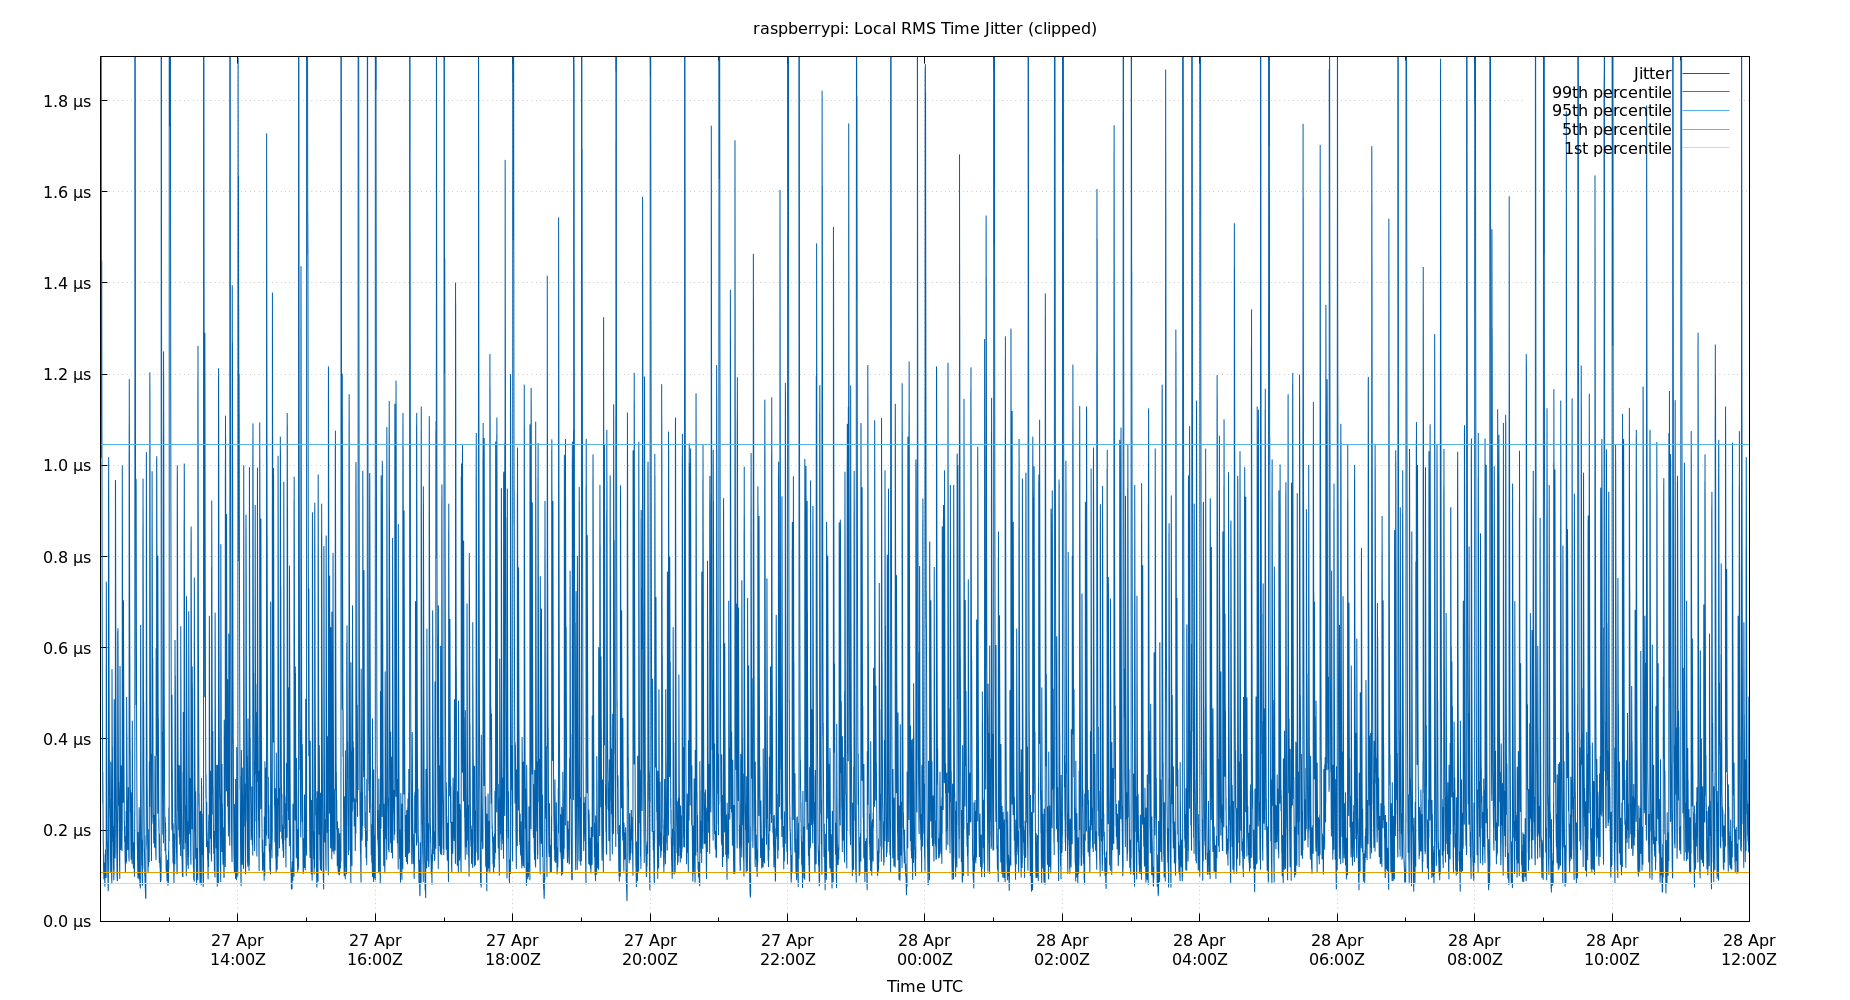 raspberrypi: Local RMS Time Jitter (clipped)
Jitter
99th percentile
95th percentile
5th percentile
1st percentile
1.8 µs
1.6 µs
1.4 µs
1.2 µs
1.0 µs
0.8 µs
0.6 µs
0.4 µs
0.2 µs
0.0 µs
27 Apr 27 Apr 27 Apr 27 Apr 27 Apr 28 Apr 28 Apr 28 Apr 28 Apr 28 Apr 28 Apr 28 Apr
14:00Z 16:00Z 18:00Z 20:00Z 22:00Z 00:00Z 02:00Z 04:00Z 06:00Z 08:00Z 10:00Z 12:00Z
Time UTC